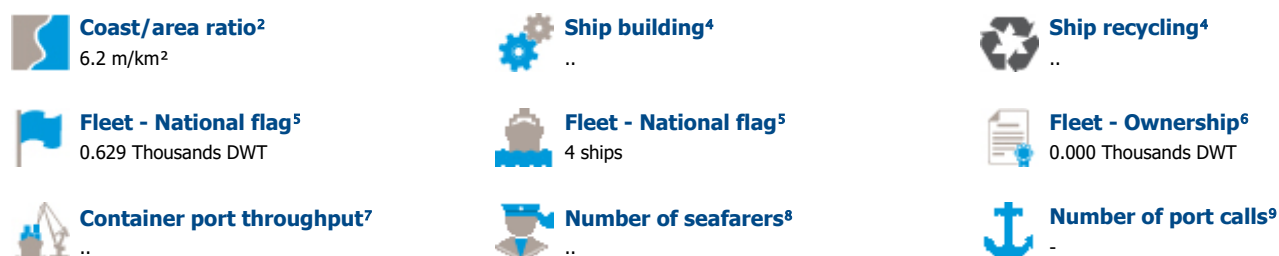 Coast/area ratio²
6.2 m/km²
Ship building⁴
..
Ship recycling⁴
..
Fleet - National flag⁵
0.629 Thousands DWT
Fleet - National flag⁵
4 ships
Fleet - Ownership⁶
0.000 Thousands DWT
Container port throughput⁷
..
Number of seafarers⁸
..
Number of port calls⁹
-